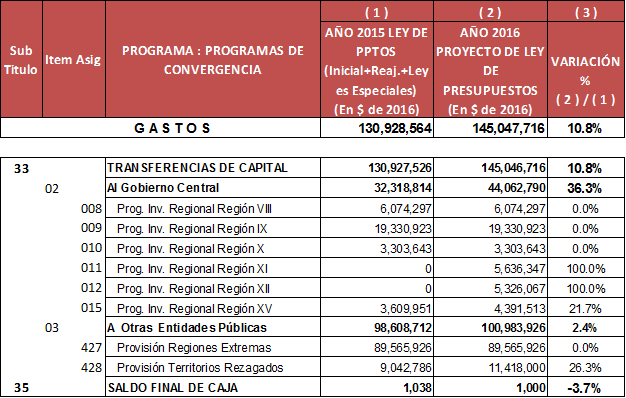 Sub Titulo Item Asig PROGRAMA : PROGRAMAS DE CONVERGENCIA
( 1 ) ( 2 ) ( 3 )
AÑO 2015 LEY DE PPTOS (Inicial+Reaj.+Ley es Especiales) (En $ de 2016)
AÑO 2016 PROYECTO DE LEY DE PRESUPUESTOS (En $ de 2016)
VARIACIÓN % ( 2 ) / ( 1 )
G A S T O S 130,928,564 145,047,716 10.8%
33 TRANSFERENCIAS DE CAPITAL 130,927,526 145,046,716 10.8%
02 Al Gobierno Central 32,318,814 44,062,790 36.3%
008 Prog. Inv. Regional Región VIII 6,074,297 6,074,297 0.0%
009 Prog. Inv. Regional Región IX 19,330,923 19,330,923 0.0%
010 Prog. Inv. Regional Región X 3,303,643 3,303,643 0.0%
011 Prog. Inv. Regional Región XI 0 5,636,347 100.0%
012 Prog. Inv. Regional Región XII 0 5,326,067 100.0%
015 Prog. Inv. Regional Región XV 3,609,951 4,391,513 21.7%
03 A Otras Entidades Públicas 98,608,712 100,983,926 2.4%
427 Provisión Regiones Extremas 89,565,926 89,565,926 0.0%
428 Provisión Territorios Rezagados 9,042,786 11,418,000 26.3%
35 SALDO FINAL DE CAJA 1,038 1,000 -3.7%